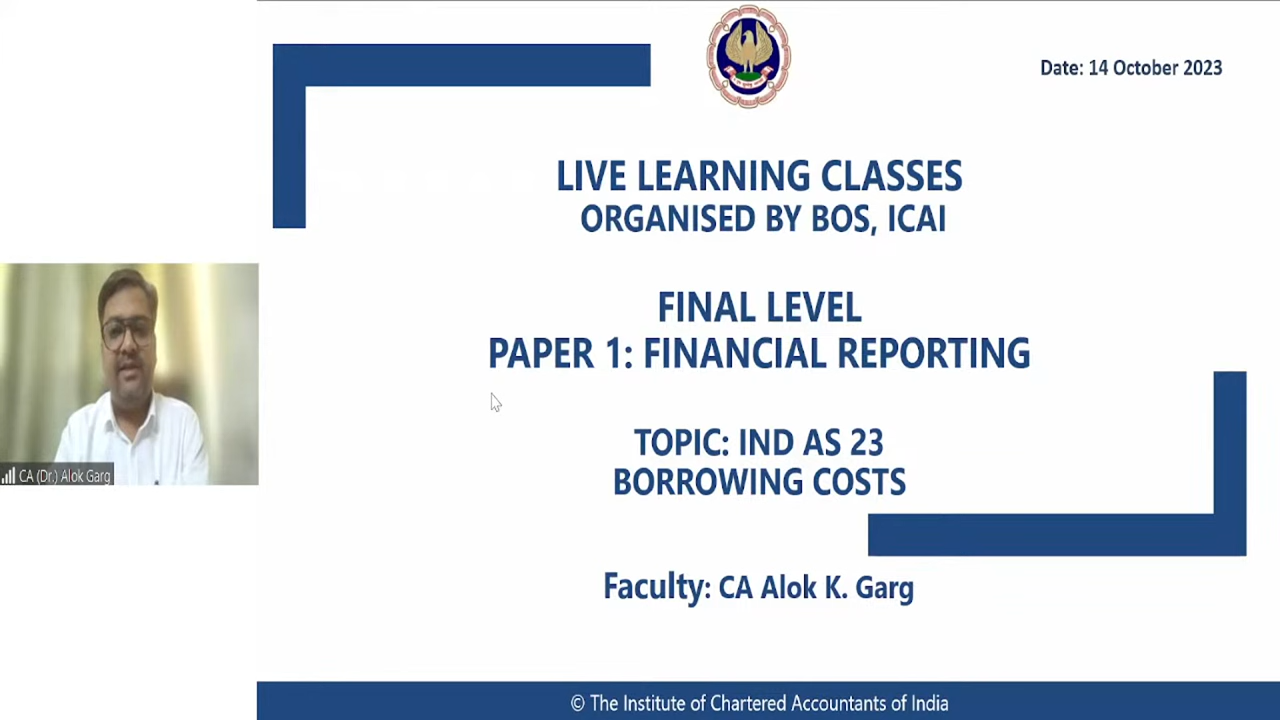 Date: 14 October 2023
LIVE LEARNING CLASSES
ORGANISED BY BOS, ICAI
FINAL LEVEL
PAPER 1: FINANCIAL REPORTING
TOPIC: IND AS 23
BORROWING COSTS
CA (Dr.) Alok Garg
Faculty: CA Alok K. Garg
© The Institute of Chartered Accountants of India